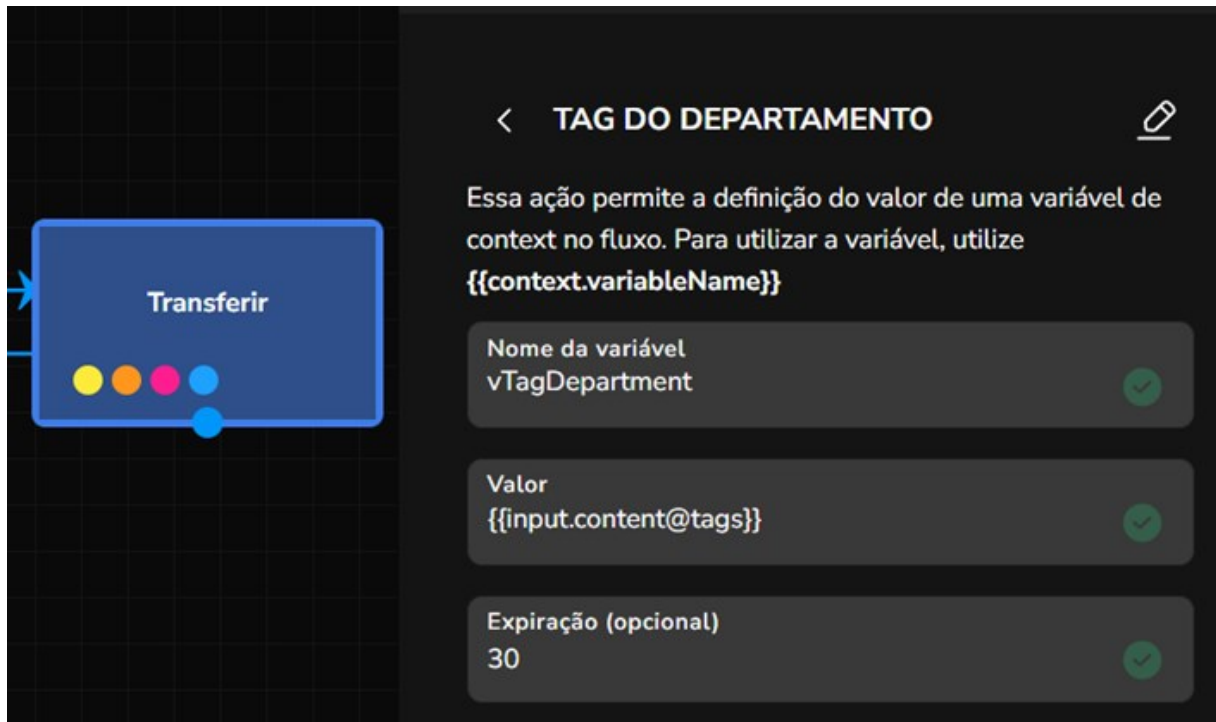 TAG DO DEPARTAMENTO
Essa ação permite a definição do valor de uma variável de
context no fluxo. Para utilizar a variável, utilize
{{context.variableName}}
Transferir
Nome da variável
vTagDepartment
Valor
{{input.content@tags}}
Expiração (opcional)
30